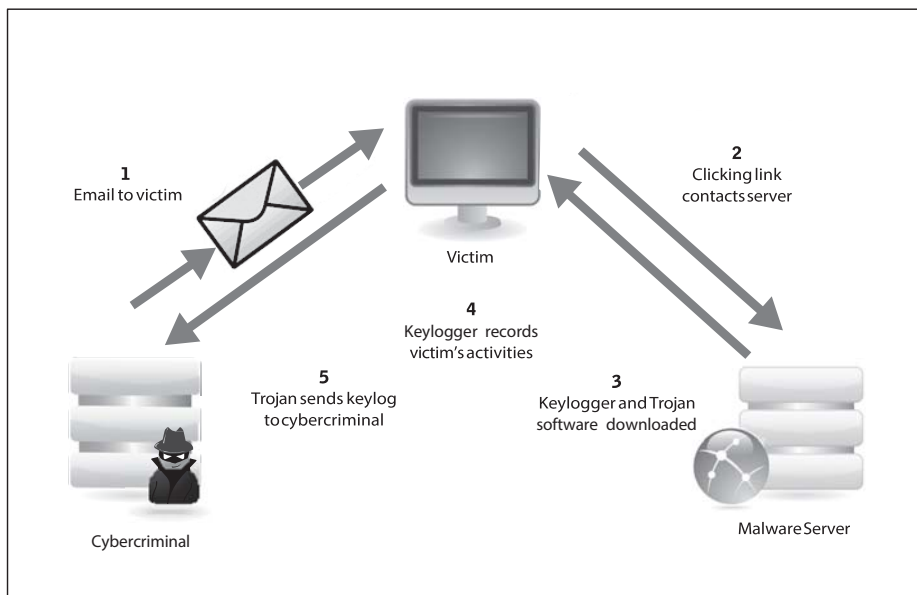 1
Email to victim
Victim
2
Clicking link
contacts server
4
Keylogger records
victim's activities
5
Trojan sends keylog
to cybercriminal
3
Keylogger and Trojan
software downloaded
Cybercriminal
Malware Server